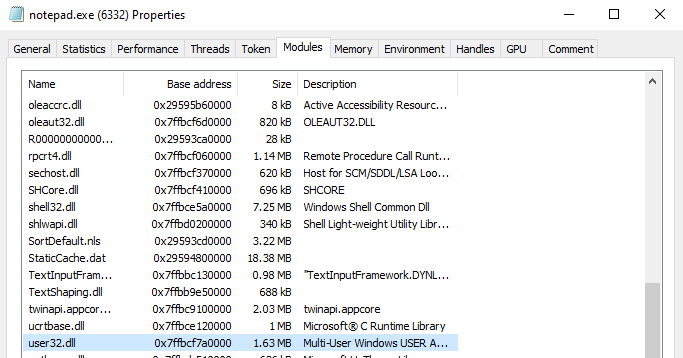 notepad.exe (6332) Properties
General Statistics Performance Threads Token Modules Memory Environment Handles GPU Comment
Name Base address Size Description
oleaccrc.dll 0x29595b60000 8 kB Active Accessibility Resourc...
oleaut32.dll 0x7ffbcf6d0000 820 kB OLEAUT32.DLL
R00000000000... 0x29593ca0000 28 kB
rpcrt4.dll 0x7ffbcf060000 1.14 MB Remote Procedure Call Runt...
sechost.dll 0x7ffbcf370000 620 kB Host for SCM/SDDL/LSA Loo...
SHCore.dll 0x7ffbcf410000 696 kB SHCORE
shell32.dll 0x7ffbce5a0000 7.25 MB Windows Shell Common Dll
shlwapi.dll 0x7ffbd0200000 340 kB Shell Light-weight Utility Libr...
SortDefault.nls 0x29593cd0000 3.22 MB
StaticCache.dat 0x29594800000 18.38 MB
TextInputFram... 0x7ffbbc130000 0.98 MB "TextInputFramework.DYNL...
TextShaping.dll 0x7ffbb9e50000 688 kB
twinapi.appcor... 0x7ffbc9100000 2.03 MB twinapi.appcore
ucrtbase.dll 0x7ffbce120000 1 MB Microsoft® C Runtime Library
user32.dll 0x7ffbcf7a0000 1.63 MB Multi-User Windows USER A...